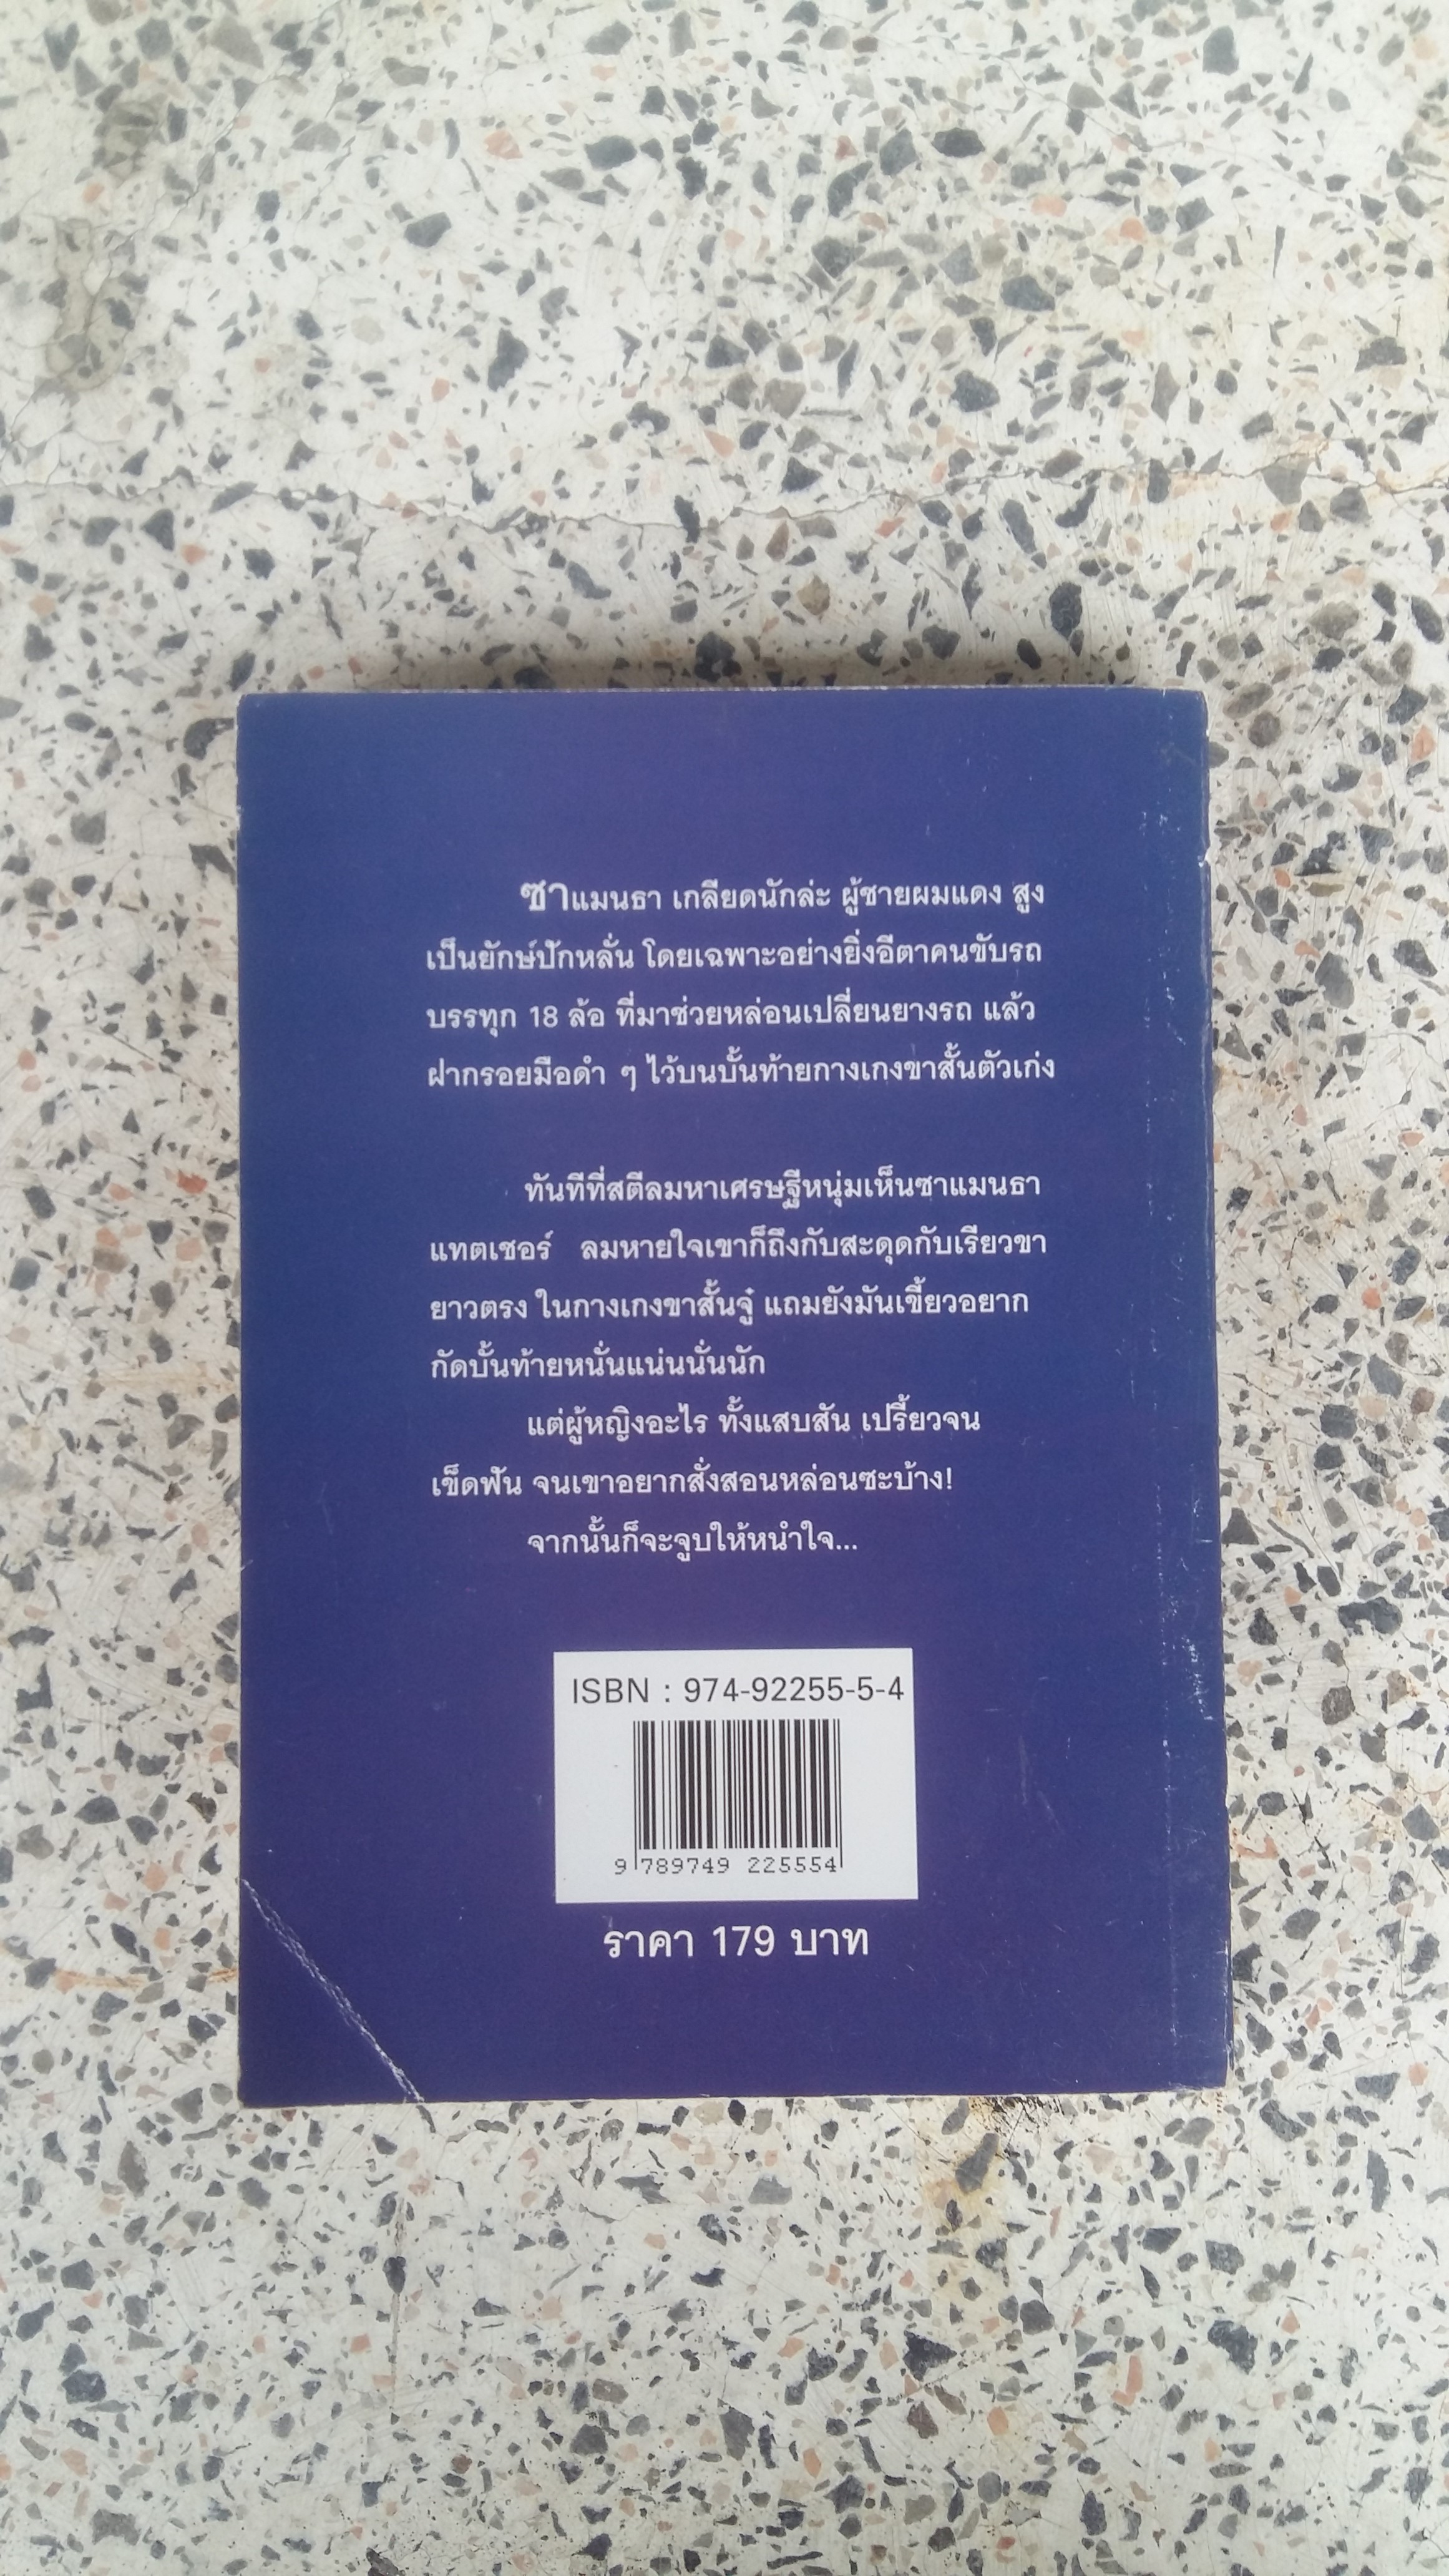 ซาแมนธา เกลียดนักล่ะ ผู้ชายผมแดง สูง
เป็นยักษ์ปักหลั่น โดยเฉพาะอย่างยิ่งอีตาคนขับรถ
บรรทุก 18 ล้อ ที่มาช่วยหล่อนเปลี่ยนยางรถ แล้ว
ฝากรอยมือดำ ๆ ไว้บนบั้นท้ายกางเกงขาสั้นตัวเก่ง
ทันทีที่สตีลมหาเศรษฐีหนุ่มเห็นซาแมนธา
แทตเชอร์ ลมหายใจเขาก็ถึงกับสะดุดกับเรียวขา
ยาวตรง ในกางเกงขาสั้นจู๋ แถมยังมันเขี้ยวอยาก
กัดบั้นท้ายหนั่นแน่นนั่นนัก
แต่ผู้หญิงอะไร ทั้งแสบสัน เปรี้ยวจน
เข็ดฟัน จนเขาอยากสั่งสอนหล่อนซะบ้าง!
จากนั้นก็จะจูบให้หนำใจ...
ISBN : 974-92255-5-4
9 789749 225554
ราคา 179 บาท